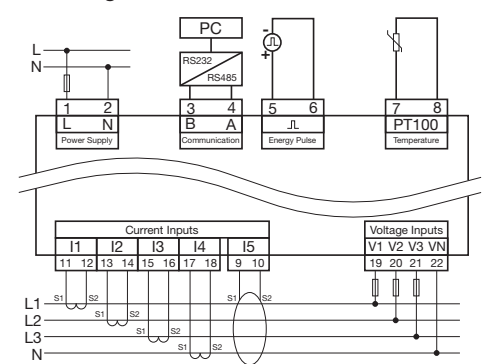 PC
L
N
RS232
RS485
-
+
1 2 3 4 5 6 7 8
L N B A PT100
Power Supply Communication Energy Pulse Temperature
Current Inputs Voltage Inputs
I1 I2 I3 I4 I5 V1 V2 V3 VN
11 12 13 14 15 16 17 18 9 10 19 20 21 22
L1 S1 S2 S1 S2
L2 S1 S2
L3 S1 S2
N S1 S2